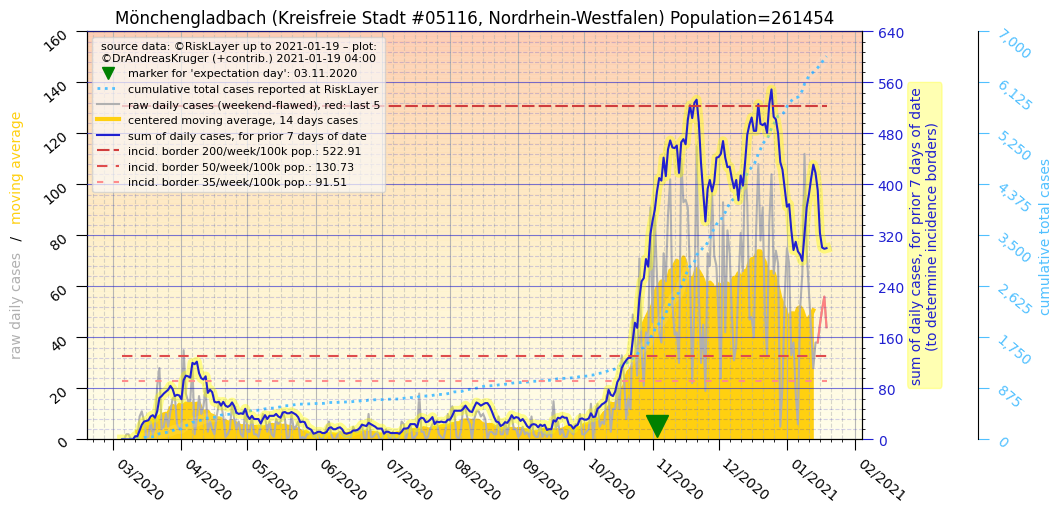 Mönchengladbach (Kreisfreie Stadt #05116, Nordrhein-Westfalen) Population=261454
source data: ©RiskLayer up to 2021-01-19 – plot:
©DrAndreasKruger (+contrib.) 2021-01-19 04:00
marker for 'expectation day': 03.11.2020
cumulative total cases reported at RiskLayer
raw daily cases (weekend-flawed), red: last 5
centered moving average, 14 days cases
sum of daily cases, for prior 7 days of date
incid. border 200/week/100k pop.: 522.91
incid. border 50/week/100k pop.: 130.73
incid. border 35/week/100k pop.: 91.51
raw daily cases / moving average
160
140
120
100
80
60
40
20
0
03/2020
04/2020
05/2020
06/2020
07/2020
08/2020
09/2020
10/2020
11/2020
12/2020
01/2021
02/2021
640
560
480
400
320
240
160
80
0
sum of daily cases, for prior 7 days of date
(to determine incidence borders)
7,000
6,125
5,250
4,375
3,500
2,625
1,750
875
0
cumulative total cases